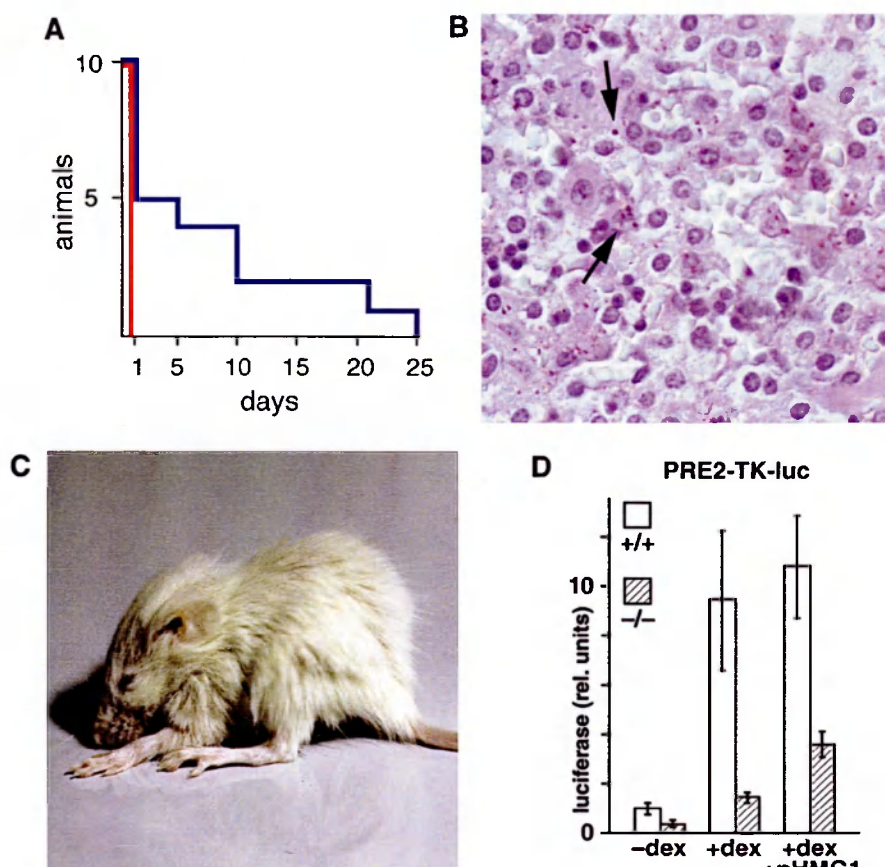 A
10
5
animals
1 5 10 15 20 25
days
B
C
D
PRE2-TK-luc
+/+
−/−
10
0
luciferase (rel. units)
−dex +dex +dex
+pHMG1